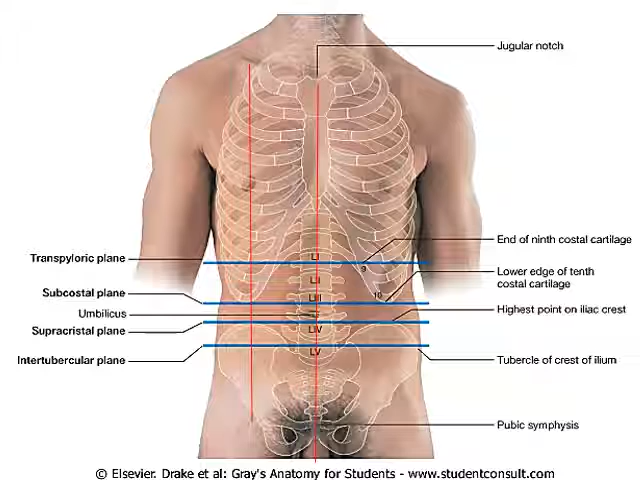 Jugular notch
End of ninth costal cartilage
Transpyloric plane
LI
9
Lower edge of tenth
costal cartilage
LII
Subcostal plane
LIII
10
Highest point on iliac crest
Umbilicus
Supracristal plane
LIV
Intertubercular plane
LV
Tubercle of crest of ilium
Pubic symphysis
© Elsevier. Drake et al: Gray's Anatomy for Students - www.studentconsult.com